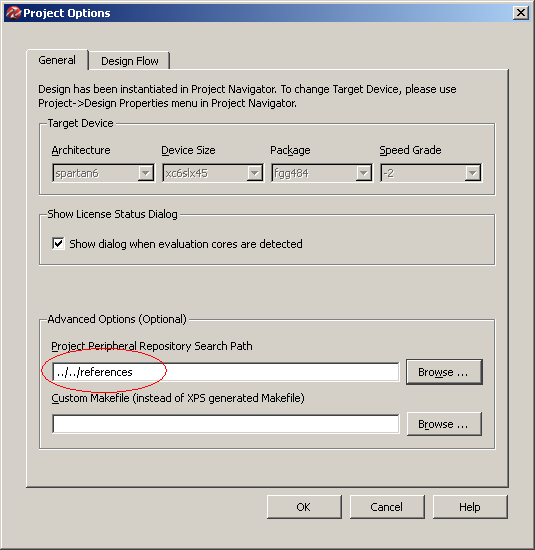 Project Options
General
Design Flow
Design has been instantiated in Project Navigator. To change Target Device, please use
Project->Design Properties menu in Project Navigator.
Target Device
Architecture
Device Size
Package
Speed Grade
spartan6
xc6slx45
fgg484
-2
Show License Status Dialog
Show dialog when evaluation cores are detected
Advanced Options (Optional)
Project Peripheral Repository Search Path
../../references
Browse ...
Custom Makefile (instead of XPS generated Makefile)
Browse ...
OK
Cancel
Help